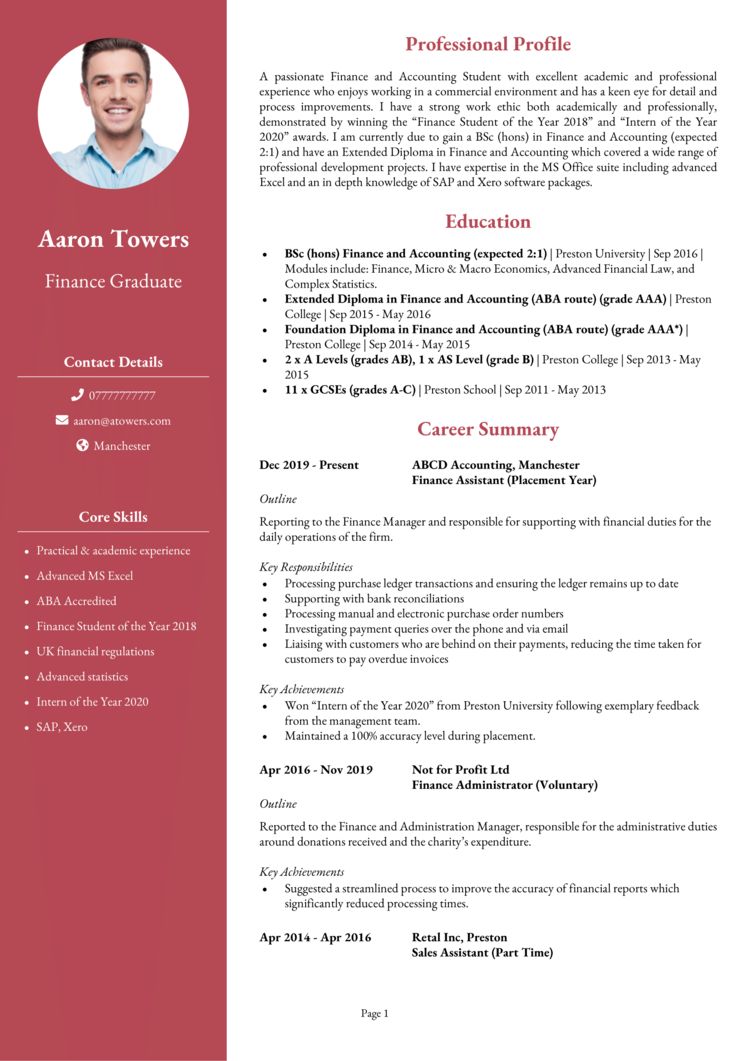 Aaron Towers
Finance Graduate
Contact Details
07777777777
aaron@atowers.com
Manchester
Core Skills
• Practical & academic experience
• Advanced MS Excel
• ABA Accredited
• Finance Student of the Year 2018
• UK financial regulations
• Advanced statistics
• Intern of the Year 2020
• SAP, Xero
Professional Profile
A passionate Finance and Accounting Student with excellent academic and professional
experience who enjoys working in a commercial environment and has a keen eye for detail and
process improvements. I have a strong work ethic both academically and professionally,
demonstrated by winning the “Finance Student of the Year 2018” and “Intern of the Year
2020” awards. I am currently due to gain a BSc (hons) in Finance and Accounting (expected
2:1) and have an Extended Diploma in Finance and Accounting which covered a wide range of
professional development projects. I have expertise in the MS Office suite including advanced
Excel and an in depth knowledge of SAP and Xero software packages.
Education
• BSc (hons) Finance and Accounting (expected 2:1) | Preston University | Sep 2016 |
Modules include: Finance, Micro & Macro Economics, Advanced Financial Law, and
Complex Statistics.
• Extended Diploma in Finance and Accounting (ABA route) (grade AAA) | Preston
College | Sep 2015 - May 2016
• Foundation Diploma in Finance and Accounting (ABA route) (grade AAA*) |
Preston College | Sep 2014 - May 2015
• 2 x A Levels (grades AB), 1 x AS Level (grade B) | Preston College | Sep 2013 - May
2015
• 11 x GCSEs (grades A-C) | Preston School | Sep 2011 - May 2013
Career Summary
Dec 2019 - Present ABCD Accounting, Manchester
Finance Assistant (Placement Year)
Outline
Reporting to the Finance Manager and responsible for supporting with financial duties for the
daily operations of the firm.
Key Responsibilities
• Processing purchase ledger transactions and ensuring the ledger remains up to date
• Supporting with bank reconciliations
• Processing manual and electronic purchase order numbers
• Investigating payment queries over the phone and via email
• Liaising with customers who are behind on their payments, reducing the time taken for
customers to pay overdue invoices
Key Achievements
• Won “Intern of the Year 2020” from Preston University following exemplary feedback
from the management team.
• Maintained a 100% accuracy level during placement.
Apr 2016 - Nov 2019 Not for Profit Ltd
Finance Administrator (Voluntary)
Outline
Reported to the Finance and Administration Manager, responsible for the administrative duties
around donations received and the charity’s expenditure.
Key Achievements
• Suggested a streamlined process to improve the accuracy of financial reports which
significantly reduced processing times.
Apr 2014 - Apr 2016 Retal Inc, Preston
Sales Assistant (Part Time)
Page 1